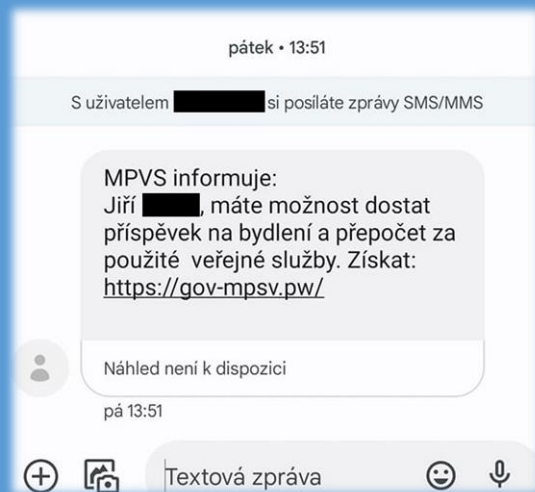 pátek • 13:51
S uživatelem si posíláte zprávy SMS/MMS
MPVS informuje:
Jiří , máte možnost dostat
příspěvek na bydlení a přepočet za
použité  veřejné služby. Získat:
https://gov-mpsv.pw/
Náhled není k dispozici
pá 13:51
Textová zpráva